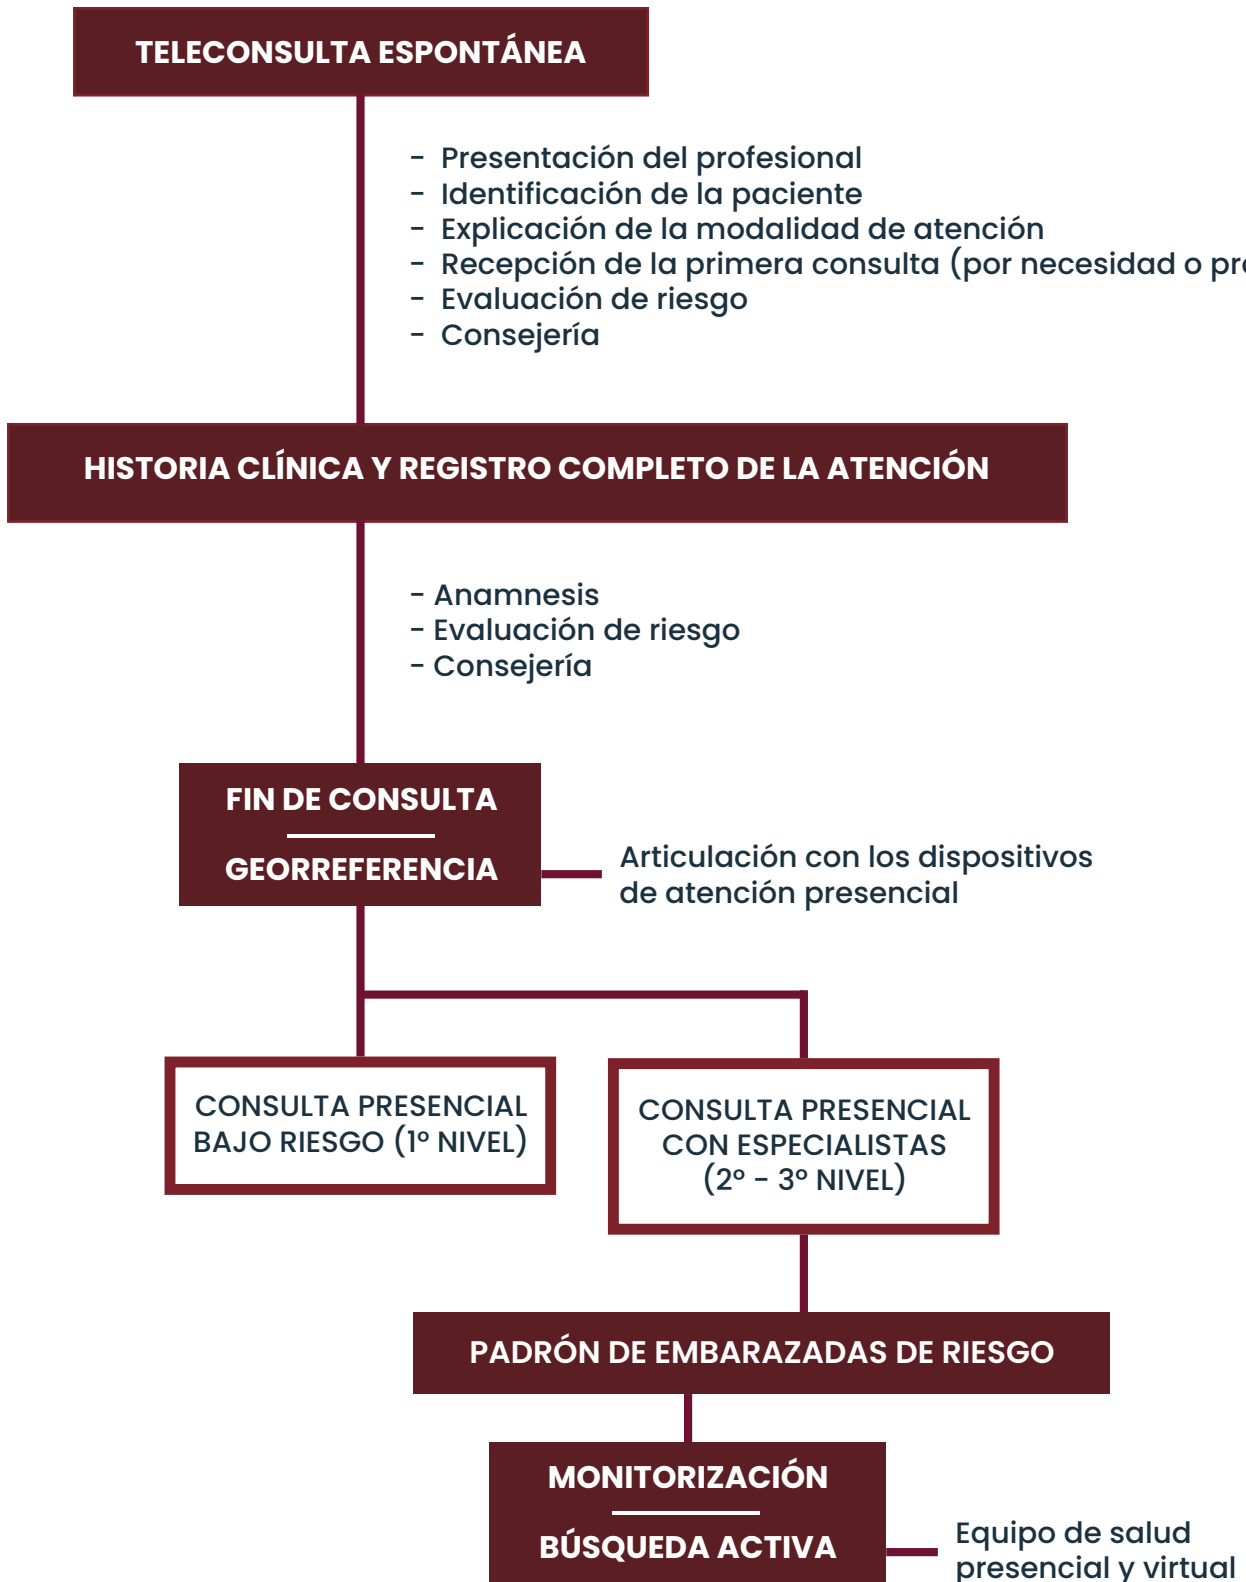 TELECONSULTA ESPONTÁNEA
- Presentación del profesional
- Identificación de la paciente
- Explicación de la modalidad de atención
- Recepción de la primera consulta (por necesidad o
- Evaluación de riesgo
- Consejería
HISTORIA CLÍNICA Y REGISTRO COMPLETO DE LA ATENCIÓN
- Anamnesis
- Evaluación de riesgo
- Consejería
FIN DE CONSULTA
GEORREFERENCIA
Articulación con los dispositivos
de atención presencial
CONSULTA PRESENCIAL
BAJO RIESGO (1º NIVEL)
CONSULTA PRESENCIAL
CON ESPECIALISTAS
(2º - 3º NIVEL)
PADRÓN DE EMBARAZADAS DE RIESGO
MONITORIZACIÓN
BÚSQUEDA ACTIVA
Equipo de salud
presencial y virtual